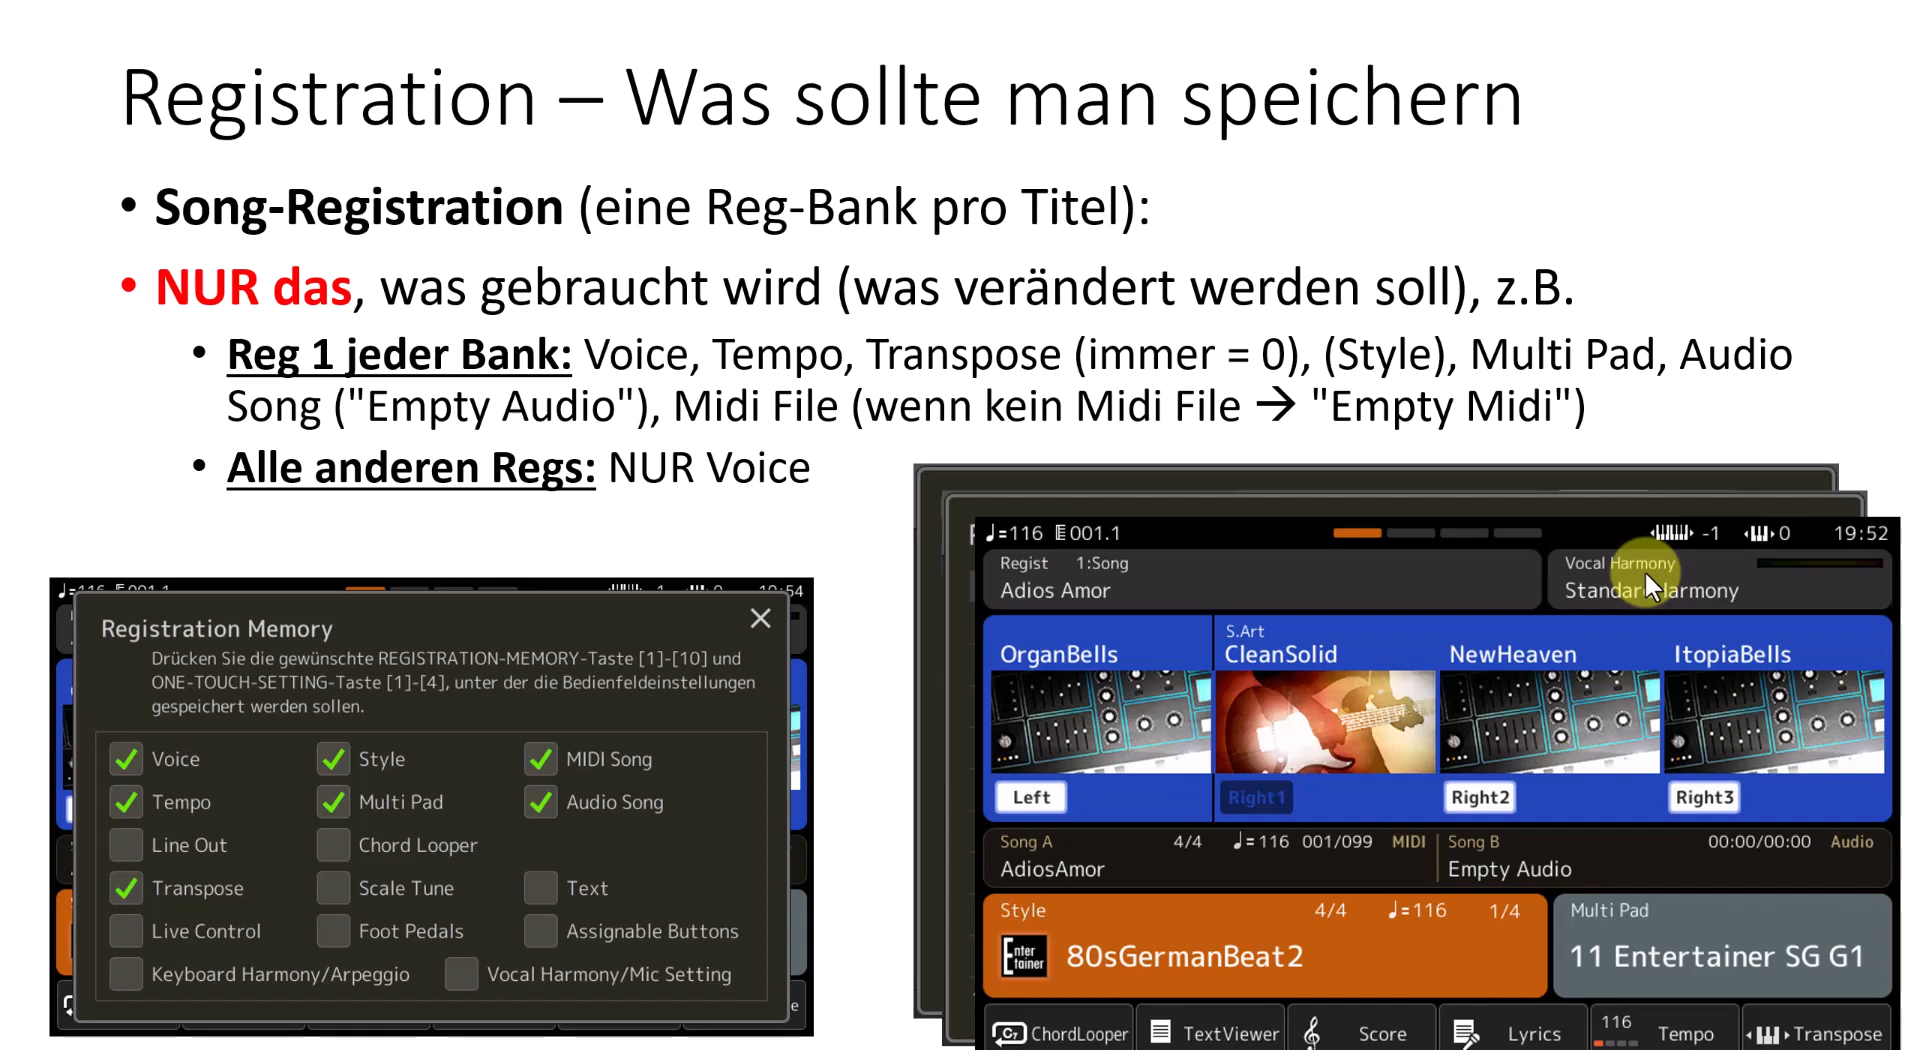 Registration – Was sollte man speichern
• Song-Registration (eine Reg-Bank pro Titel):
• NUR das, was gebraucht wird (was verändert werden soll), z.B.
• Reg 1 jeder Bank: Voice, Tempo, Transpose (immer = 0), (Style), Multi Pad, Audio
Song ("Empty Audio"), Midi File (wenn kein Midi File → "Empty Midi")
• Alle anderen Regs: NUR Voice
Registration Memory
Drücken Sie die gewünschte REGISTRATION-MEMORY-Taste [1]-[10] und
ONE-TOUCH-SETTING-Taste [1]-[4], unter der die Bedienfeldeinstellungen
gespeichert werden sollen.
Voice Style MIDI Song
Tempo Multi Pad Audio Song
Line Out Chord Looper
Transpose Scale Tune Text
Live Control Foot Pedals Assignable Buttons
Keyboard Harmony/Arpeggio Vocal Harmony/Mic Setting
♩=116 001.1 -1 0 19:52
Regist 1:Song
Adios Amor
Vocal Harmony
Standard Harmony
OrganBells
S.Art
CleanSolid
NewHeaven
ItopiaBells
Left Right1 Right2 Right3
Song A 4/4 ♩=116 001/099 MIDI
AdiosAmor
Song B 00:00/00:00 Audio
Empty Audio
Style 4/4 ♩=116 1/4
Entertainer
80sGermanBeat2
Multi Pad
11 Entertainer SG G1
ChordLooper TextViewer Score Lyrics 116 Tempo Transpose